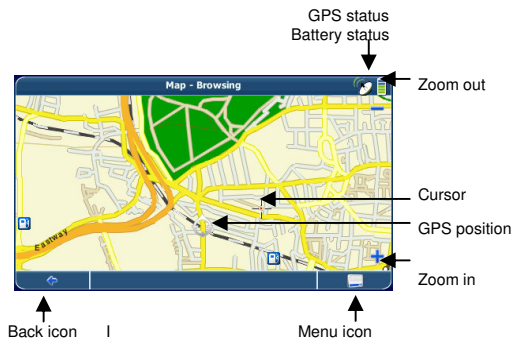 GPS status
Battery status
Map - Browsing
Zoom out
Cursor
GPS position
Eastway
Zoom in
Back icon I
Menu icon